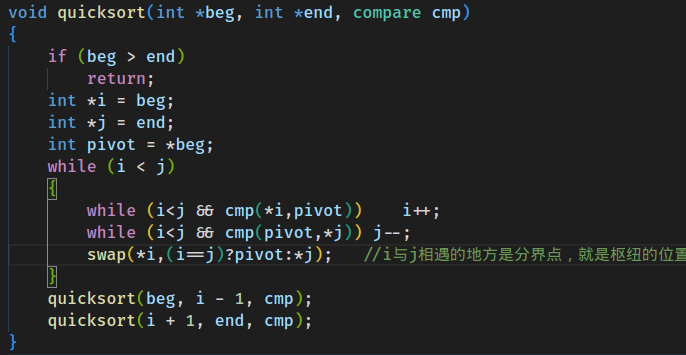 void quicksort(int *beg, int *end, compare cmp)
{
    if (beg > end)
        return;
    int *i = beg;
    int *j = end;
    int pivot = *beg;
    while (i < j)
    {
        while (i<j && cmp(*i,pivot))    i++;
        while (i<j && cmp(pivot,*j)) j--;
        swap(*i,(i==j)?pivot:*j);   //i与j相遇的地方是分界点，就是枢纽的位置
    }
    quicksort(beg, i - 1, cmp);
    quicksort(i + 1, end, cmp);
}